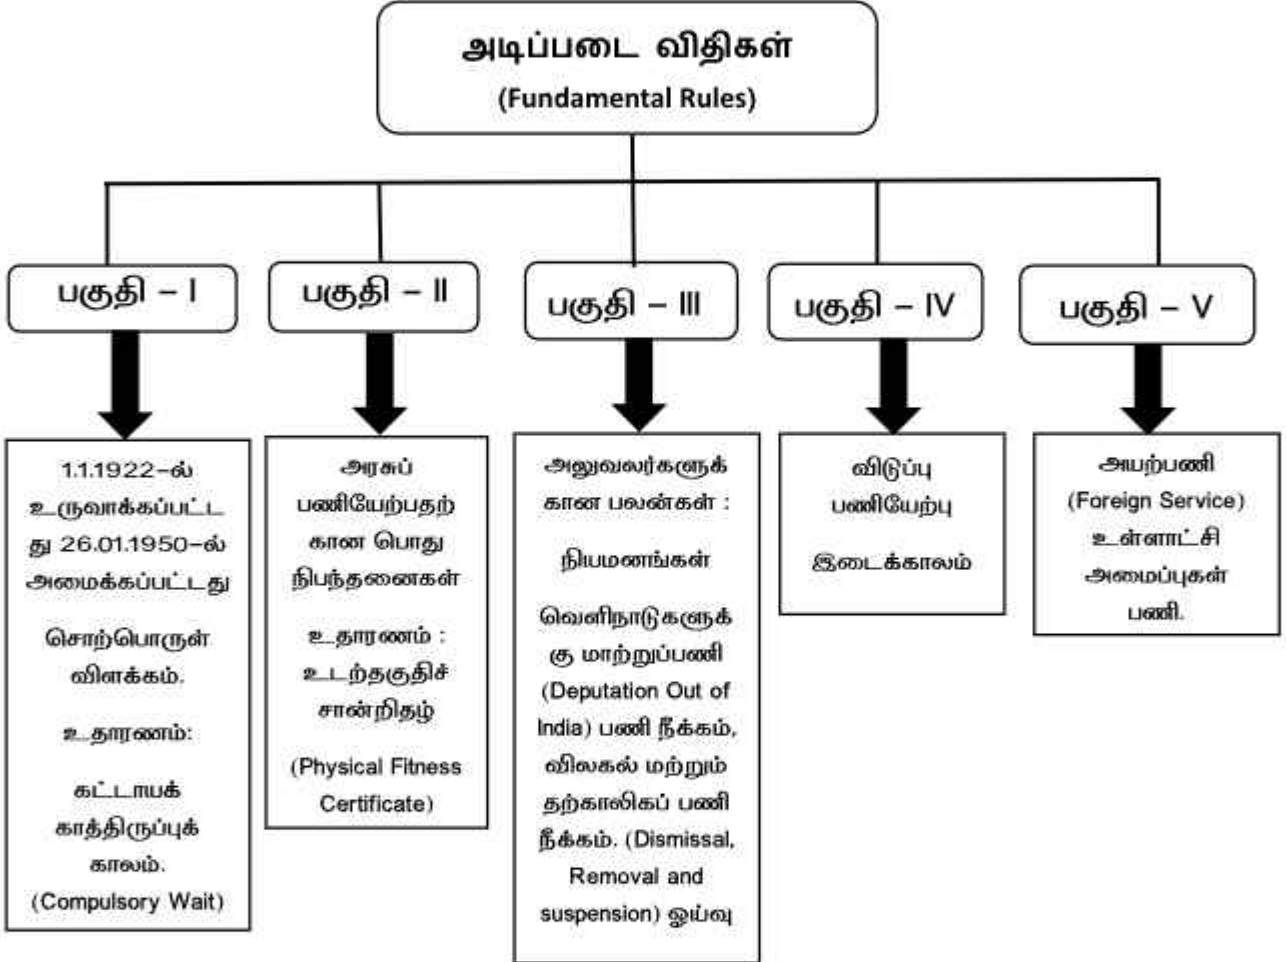 அடிப்படை விதிகள்
(Fundamental Rules)
பகுதி – I
பகுதி – II
பகுதி – III
பகுதி – IV
பகுதி – V
1.1.1922–ல்
உருவாக்கப்பட்ட
து 26.01.1950–ல்
அமைக்கப்பட்டது
சொற்பொருள்
விளக்கம்.
உதாரணம்:
கட்டாயக்
காத்திருப்புக்
காலம்.
(Compulsory Wait)
அரசுப்
பணியேற்பதற்
கான பொது
நிபந்தனைகள்
உதாரணம் :
உடற்தகுதிச்
சான்றிதழ்
(Physical Fitness
Certificate)
அலுவலர்களுக்
கான பலன்கள் :
நியமனங்கள்
வெளிநாடுகளுக்
கு மாற்றுப்பணி
(Deputation Out of
India) பணி நீக்கம்,
விலகல் மற்றும்
தற்காலிகப் பணி
நீக்கம். (Dismissal,
Removal and
suspension) ஓய்வு
விடுப்பு
பணியேற்பு
இடைக்காலம்
அயற்பணி
(Foreign Service)
உள்ளாட்சி
அமைப்புகள்
பணி.